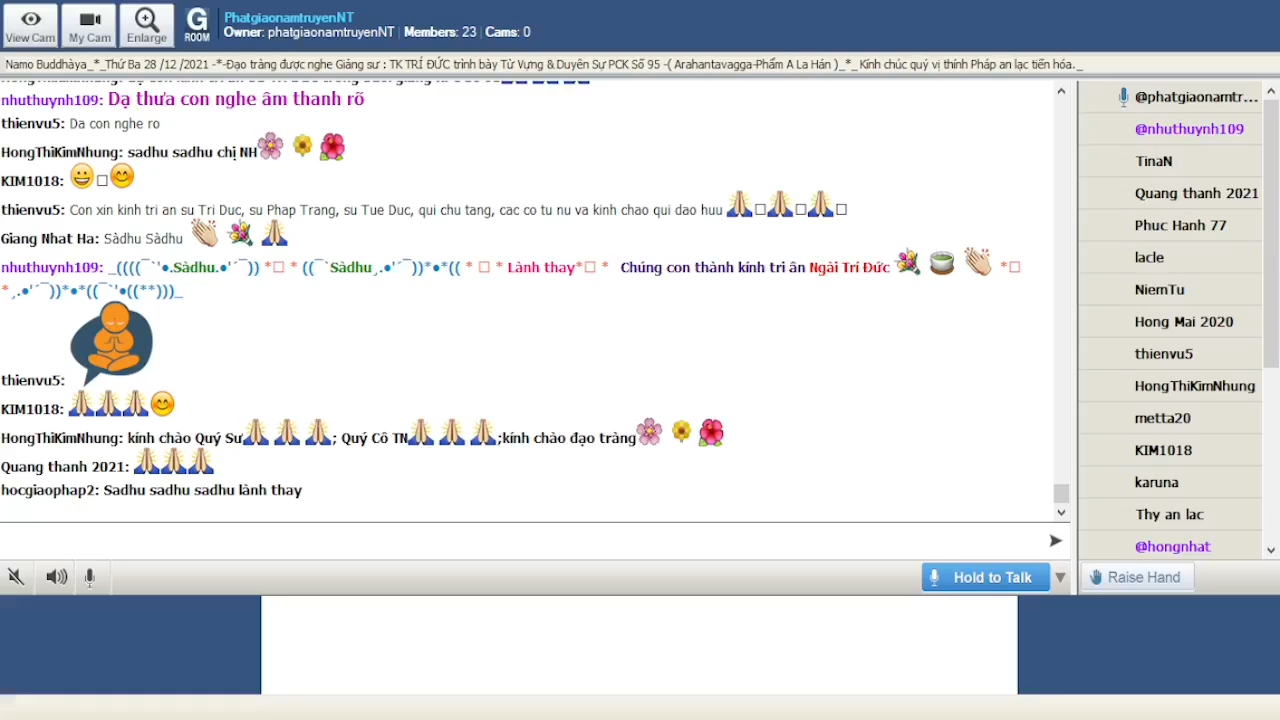 View Cam
My Cam
Enlarge
G
ROOM
PhatgiaonamtruyenNT
Owner: phatgiaonamtruyenNT | Members: 23 | Cams: 0
Namo Buddhàya_*_Thứ Ba 28 /12 /2021 -*-Đạo tràng được nghe Giảng sư : TK TRÍ ĐỨC trình bày Từ Vựng & Duyên Sự PCK Số 95 -( Arahantavagga-Phẩm A La Hán )_*_ Kính chúc quý vị thính Pháp an lạc tiến hóa._
nhuthuynh109: Dạ thưa con nghe âm thanh rõ
thienvu5: Da con nghe ro
HongThiKimNhung: sadhu sadhu chị NH🌸 🌼 🌺
KIM1018: 😀□😊
thienvu5: Con xin kinh tri an su Tri Duc, su Phap Trang, su Tue Duc, qui chu tang, cac co tu nu va kinh chao qui dao huu 🙏□🙏□🙏□
Giang Nhat Ha: Sàdhu Sàdhu 👏 💐 🙏
nhuthuynh109: _((((¯`'•.Sàdhu.•'´¯)) *□ * ((¯`Sàdhu¸.•'´¯))*•*(( * □ * Lành thay*□ * Chúng con thành kính tri ân Ngài Trí Đức 💐 🍵 👏 *□
*¸.•'´¯))*•*((¯`'•((**)))_
thienvu5:
KIM1018: 🙏🙏🙏😊
HongThiKimNhung: kính chào Quý Sư🙏 🙏 🙏; Quý Cô TN🙏 🙏 🙏;kính chào đạo tràng🌸 🌼 🌺
Quang thanh 2021: 🙏🙏🙏
hocgiaophap2: Sadhu sadhu sadhu lành thay
Hold to Talk
@phatgiaonamtr...
@nhuthuynh109
TinaN
Quang thanh 2021
Phuc Hanh 77
lacle
NiemTu
Hong Mai 2020
thienvu5
HongThiKimNhung
metta20
KIM1018
karuna
Thy an lac
@hongnhat
Raise Hand